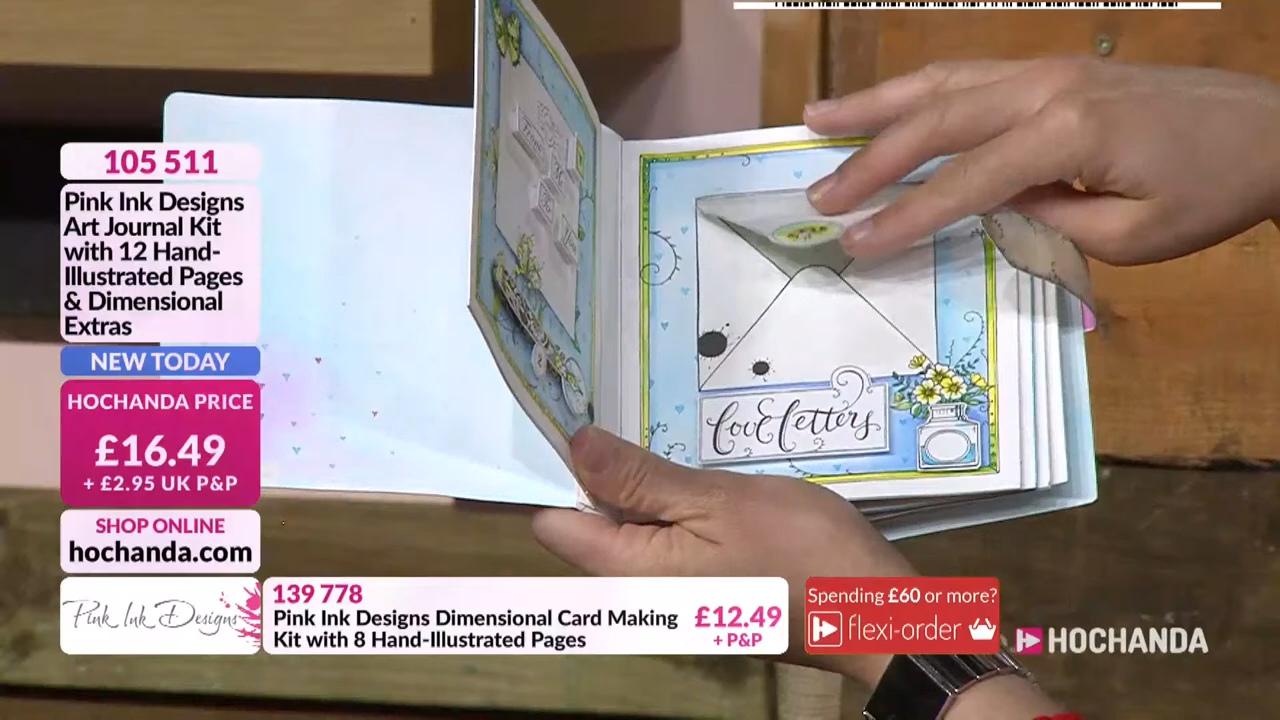 105 511
Pink Ink Designs
Art Journal Kit
with 12 Hand-
Illustrated Pages
& Dimensional
Extras
NEW TODAY
HOCHANDA PRICE
£16.49
+ £2.95 UK P&P
SHOP ONLINE
hochanda.com
love letters
Pink Ink Designs
139 778
Pink Ink Designs Dimensional Card Making
Kit with 8 Hand-Illustrated Pages
£12.49
+ P&P
Spending £60 or more?
flexi-order
HOCHANDA